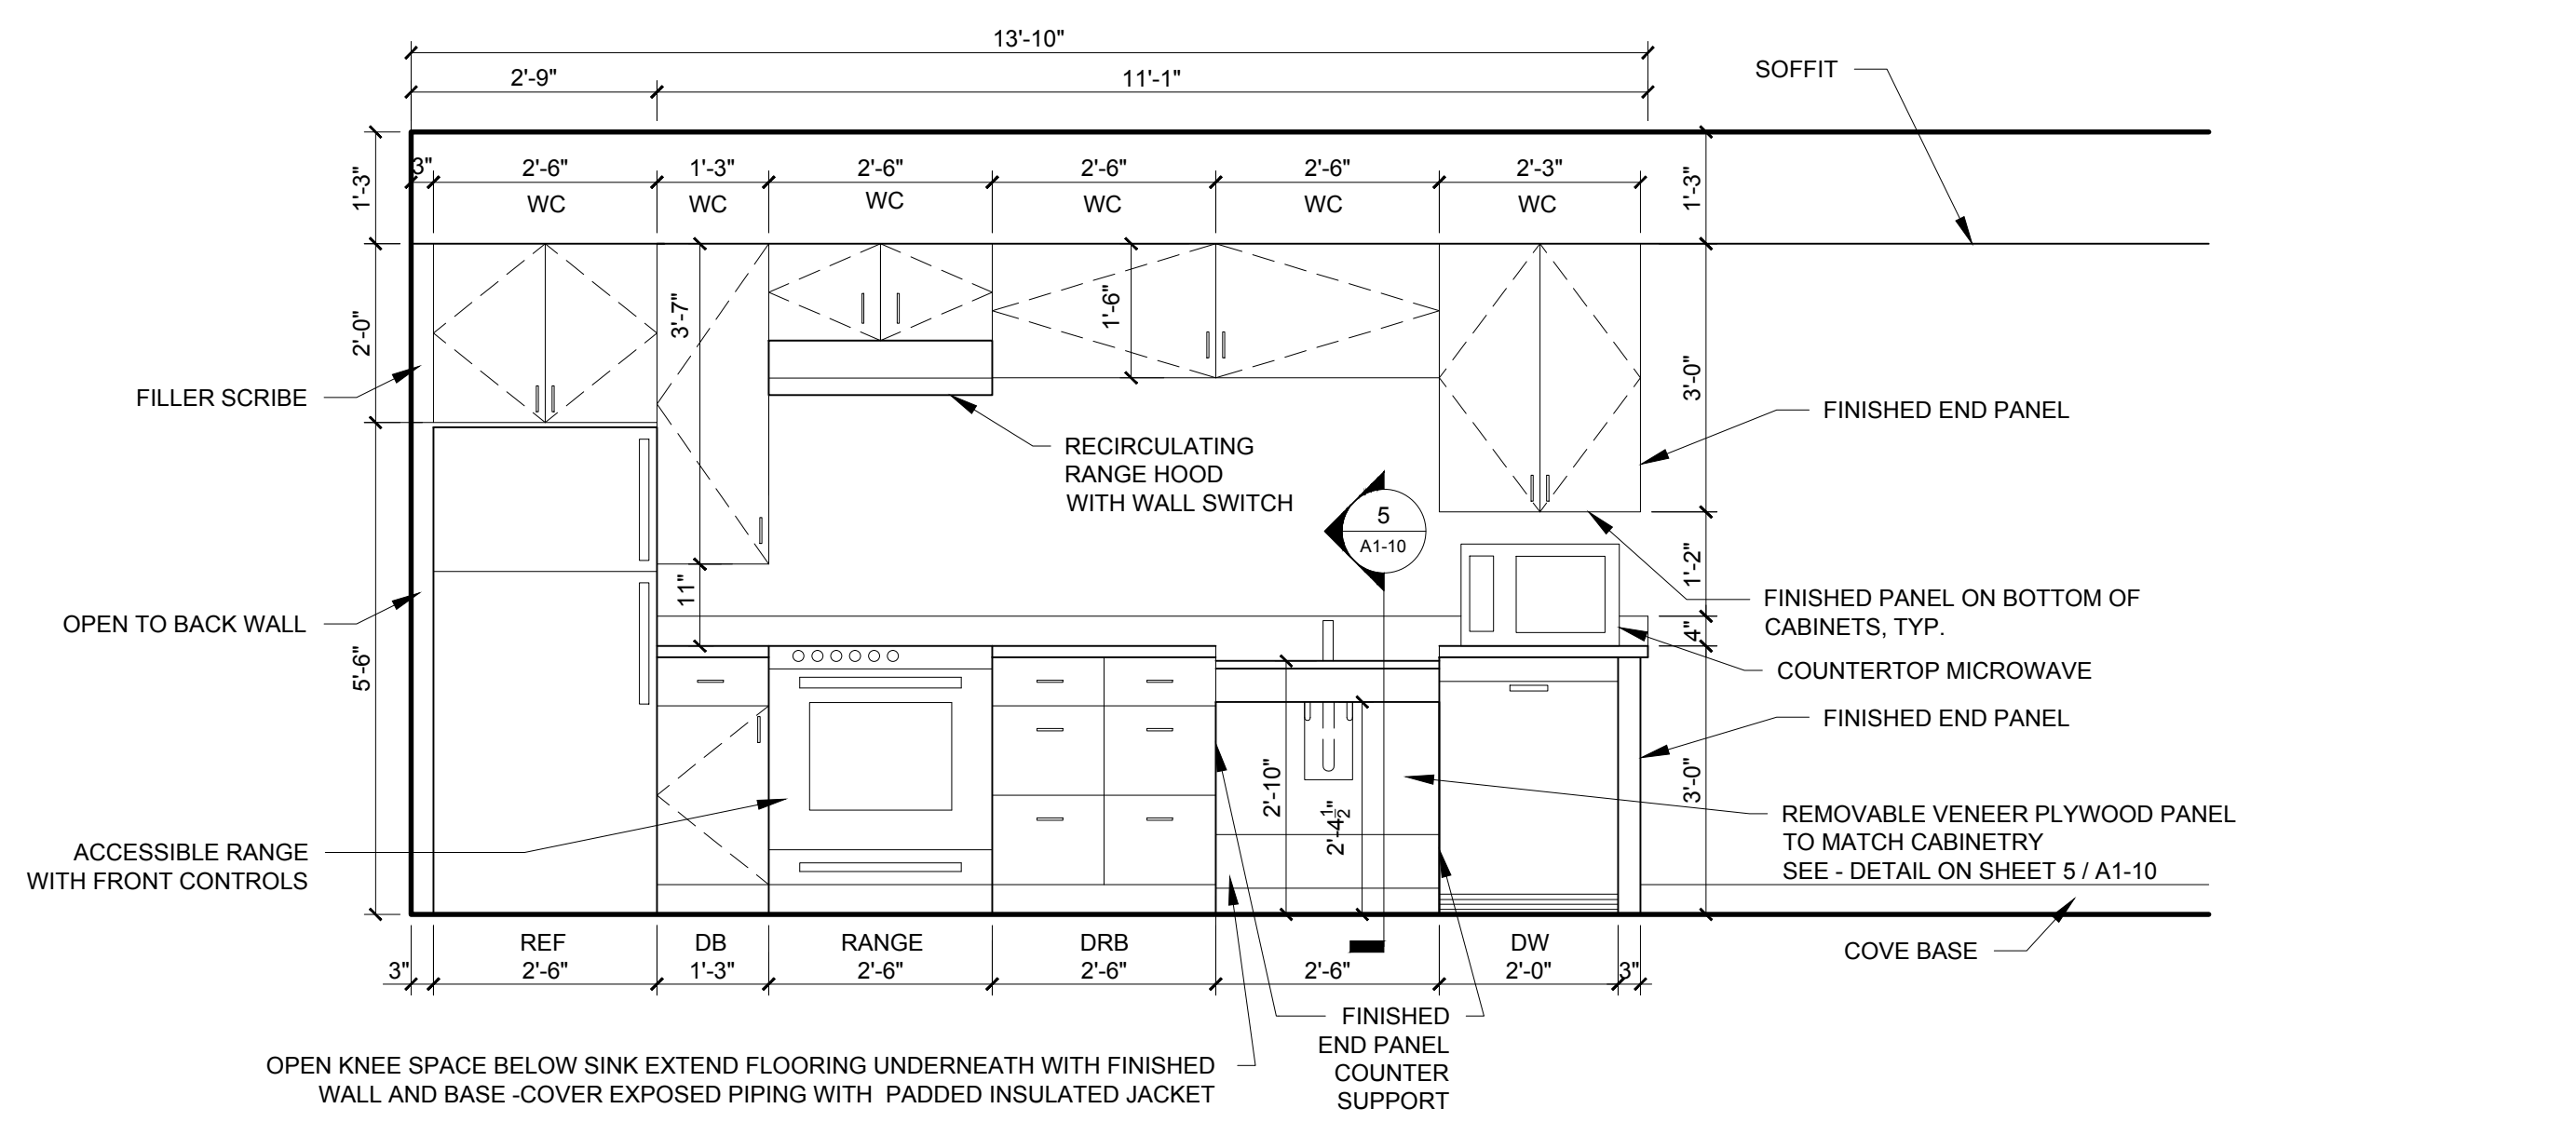 13'-10"
2'-9"
11'-1"
SOFFIT
3"
2'-6"
1'-3"
2'-6"
2'-6"
2'-6"
2'-3"
WC
WC
WC
WC
WC
WC
1'-3"
1'-3"
2'-0"
3'-7"
1'-6"
3'-0"
FILLER SCRIBE
FINISHED END PANEL
RECIRCULATING
RANGE HOOD
WITH WALL SWITCH
5
A1-10
11"
1'-2"
OPEN TO BACK WALL
FINISHED PANEL ON BOTTOM OF
CABINETS, TYP.
4"
5'-6"
COUNTERTOP MICROWAVE
FINISHED END PANEL
2'-10"
2'-4 1/2"
3'-0"
REMOVABLE VENEER PLYWOOD PANEL
TO MATCH CABINETRY
SEE - DETAIL ON SHEET 5 / A1-10
ACCESSIBLE RANGE
WITH FRONT CONTROLS
COVE BASE
REF
DB
RANGE
DRB
DW
3"
2'-6"
1'-3"
2'-6"
2'-6"
2'-6"
2'-0"
3"
FINISHED
END PANEL
COUNTER
SUPPORT
OPEN KNEE SPACE BELOW SINK EXTEND FLOORING UNDERNEATH WITH FINISHED
WALL AND BASE -COVER EXPOSED PIPING WITH PADDED INSULATED JACKET